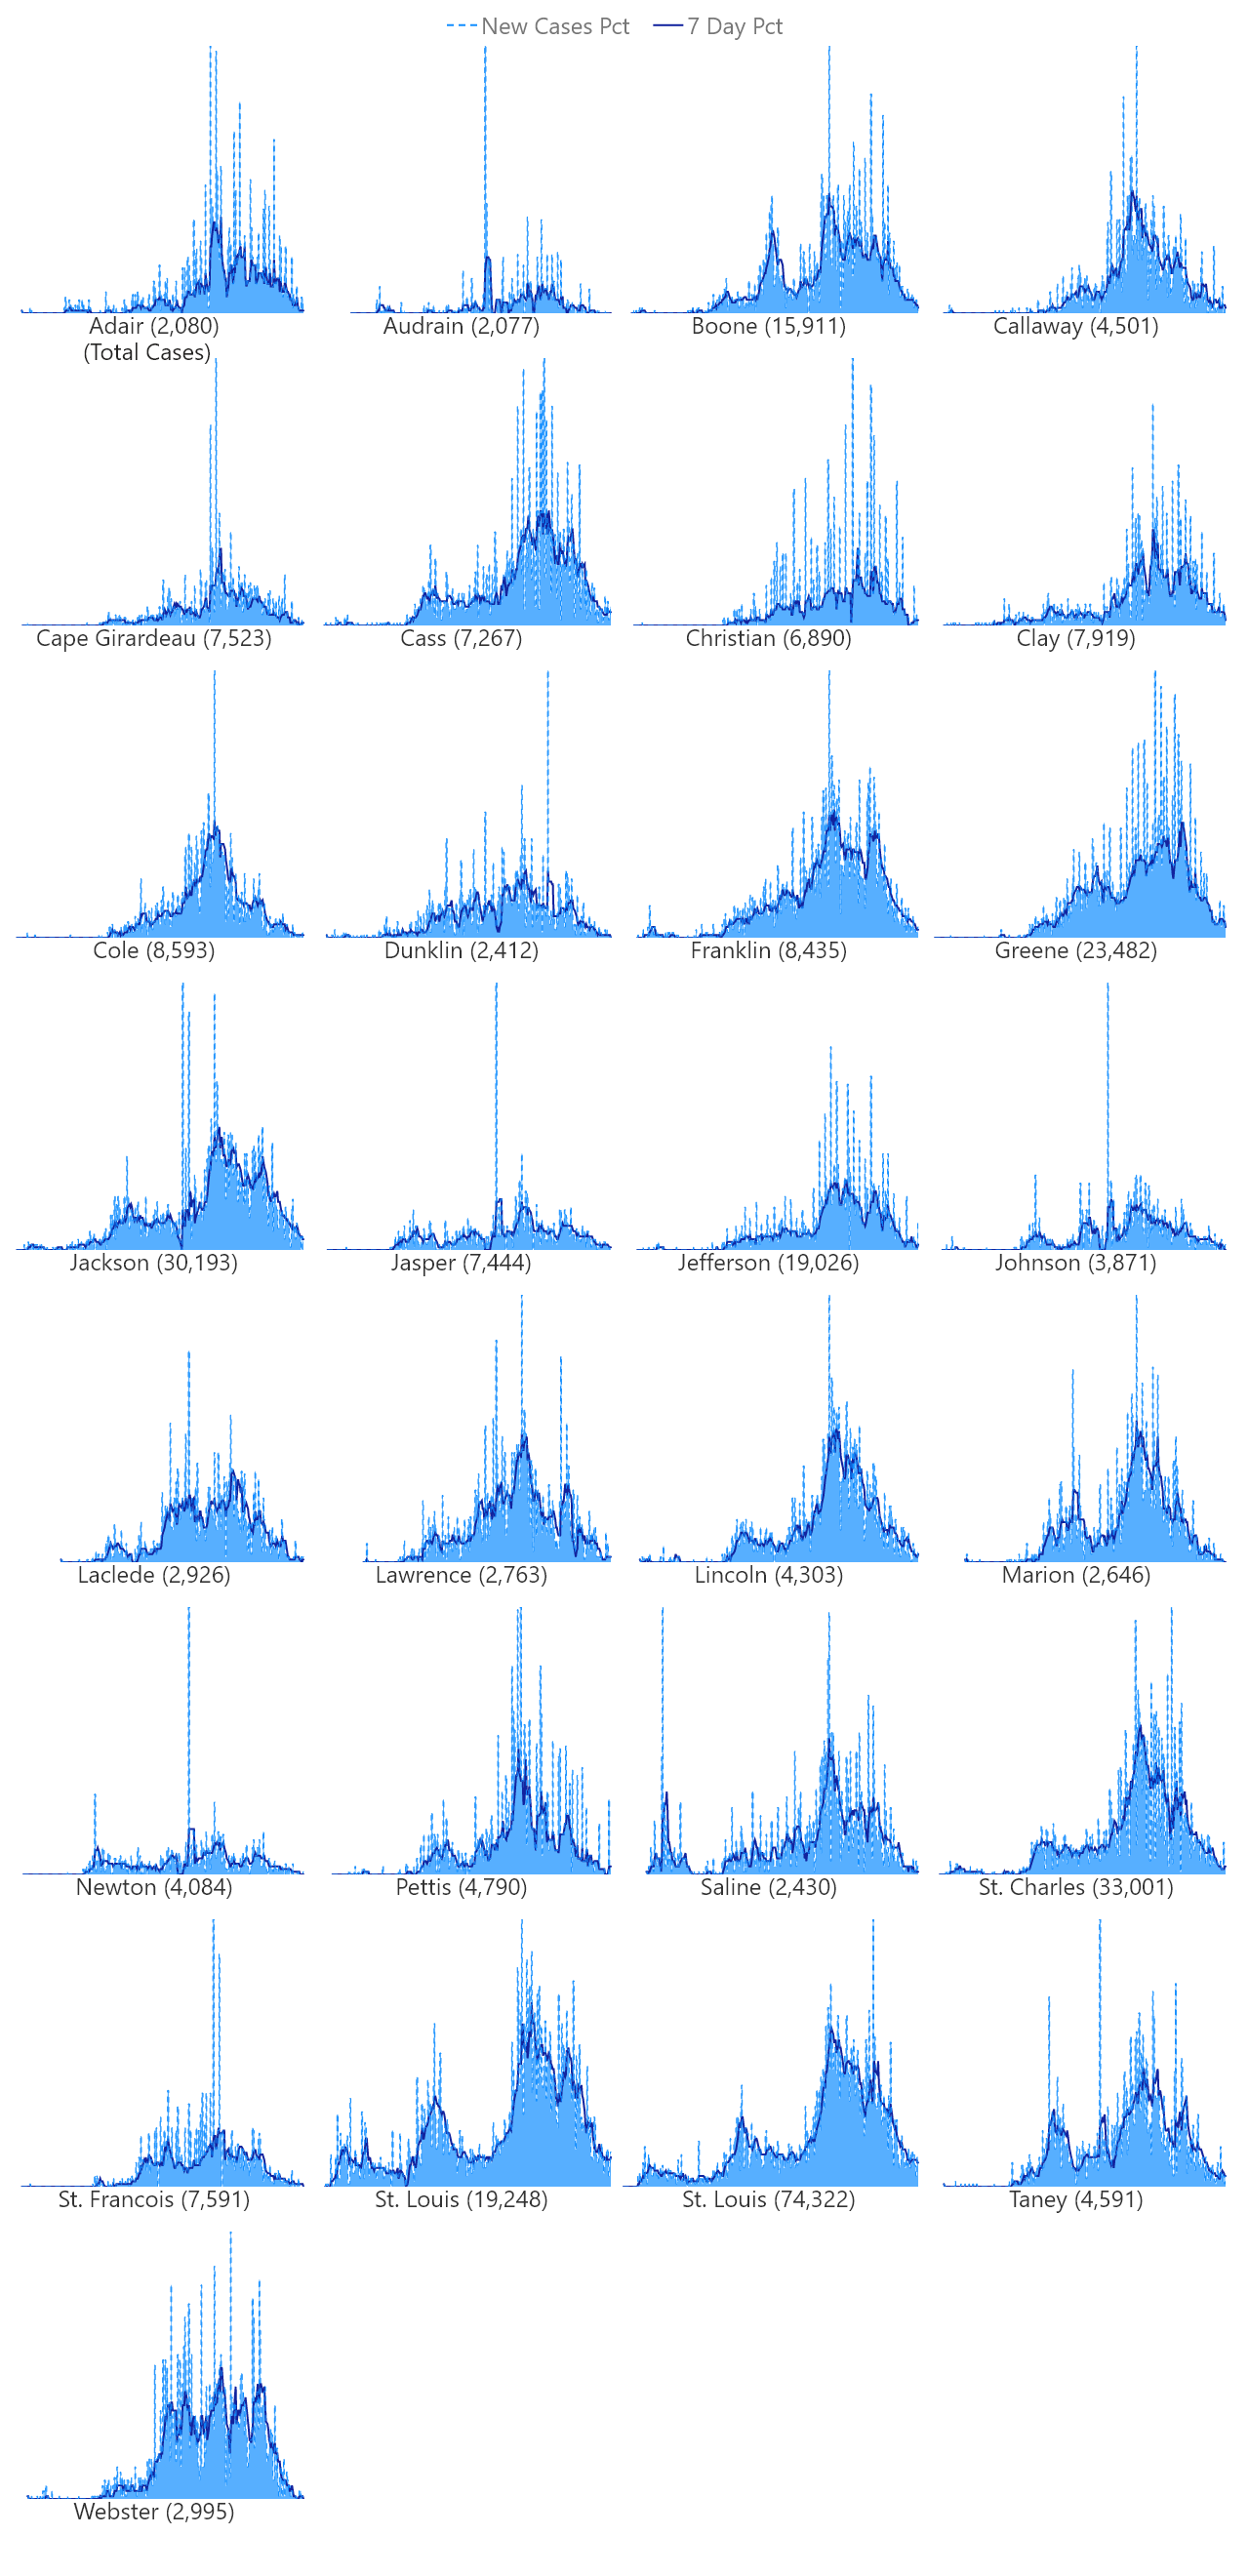 New Cases Pct 7 Day Pct
Adair (2,080) Audrain (2,077) Boone (15,911) Callaway (4,501)
(Total Cases)
Cape Girardeau (7,523) Cass (7,267) Christian (6,890) Clay (7,919)
Cole (8,593) Dunklin (2,412) Franklin (8,435) Greene (23,482)
Jackson (30,193) Jasper (7,444) Jefferson (19,026) Johnson (3,871)
Laclede (2,926) Lawrence (2,763) Lincoln (4,303) Marion (2,646)
Newton (4,084) Pettis (4,790) Saline (2,430) St. Charles (33,001)
St. Francois (7,591) St. Louis (19,248) St. Louis (74,322) Taney (4,591)
Webster (2,995)